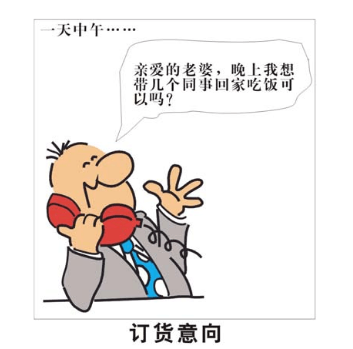 一天中午……
亲爱的老婆，晚上我想
带几个同事回家吃饭可
以吗？
订货意向